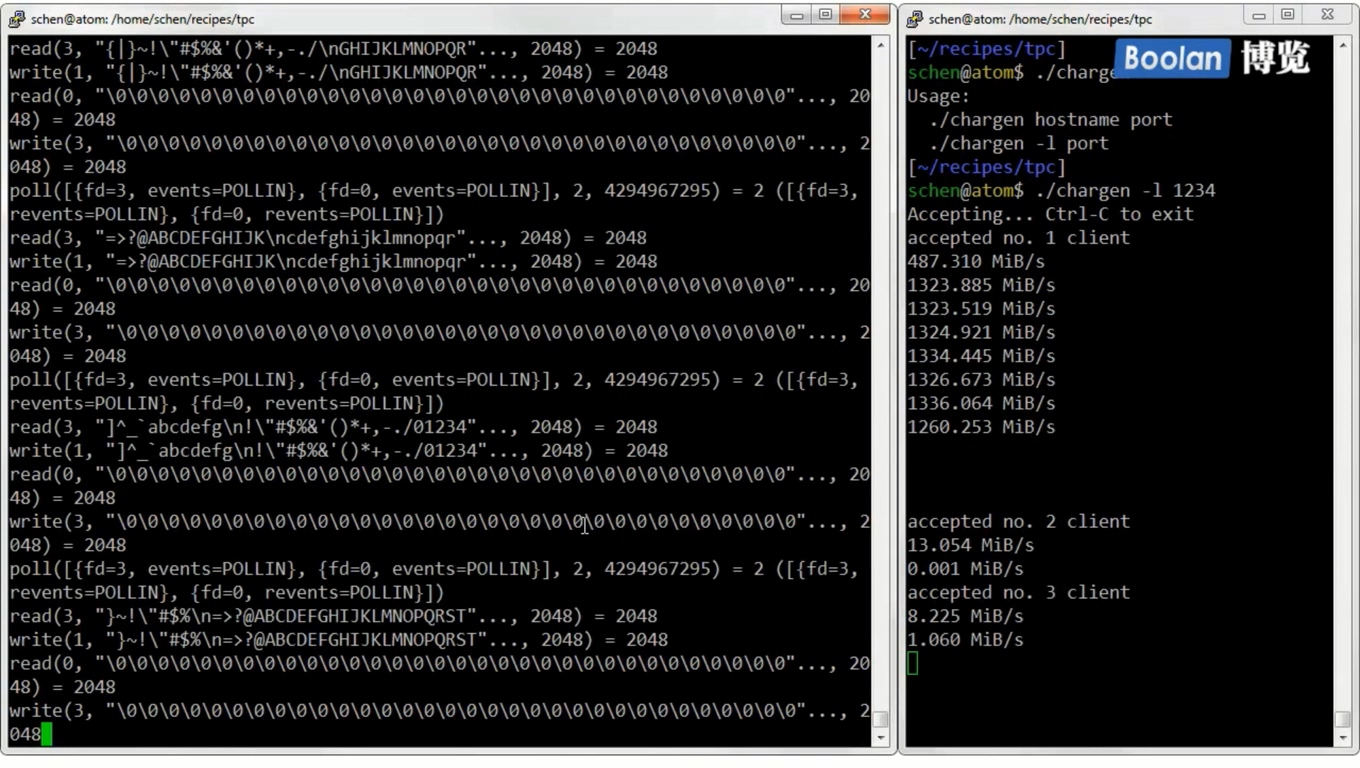 schen@atom: /home/schen/recipes/tpc
read(3, "{|}~!\"#$%&'()*+,-./\nGHIJKLMNOPQR"..., 2048) = 2048
write(1, "{|}~!\"#$%&'()*+,-./\nGHIJKLMNOPQR"..., 2048) = 2048
read(0, "\0\0\0\0\0\0\0\0\0\0\0\0\0\0\0\0\0\0\0\0\0\0\0\0\0\0\0\0\0\0\0\0"..., 20
48) = 2048
write(3, "\0\0\0\0\0\0\0\0\0\0\0\0\0\0\0\0\0\0\0\0\0\0\0\0\0\0\0\0\0\0\0\0"..., 2
048) = 2048
poll([{fd=3, events=POLLIN}, {fd=0, events=POLLIN}], 2, 4294967295) = 2 ([{fd=3,
revents=POLLIN}, {fd=0, revents=POLLIN}])
read(3, "=>?@ABCDEFGHIJK\ncdefghijklmnopqr"..., 2048) = 2048
write(1, "=>?@ABCDEFGHIJK\ncdefghijklmnopqr"..., 2048) = 2048
read(0, "\0\0\0\0\0\0\0\0\0\0\0\0\0\0\0\0\0\0\0\0\0\0\0\0\0\0\0\0\0\0\0\0"..., 20
48) = 2048
write(3, "\0\0\0\0\0\0\0\0\0\0\0\0\0\0\0\0\0\0\0\0\0\0\0\0\0\0\0\0\0\0\0\0"..., 2
048) = 2048
poll([{fd=3, events=POLLIN}, {fd=0, events=POLLIN}], 2, 4294967295) = 2 ([{fd=3,
revents=POLLIN}, {fd=0, revents=POLLIN}])
read(3, "]^_`abcdefg\n!\"#$%&'()*+,-./01234"..., 2048) = 2048
write(1, "]^_`abcdefg\n!\"#$%&'()*+,-./01234"..., 2048) = 2048
read(0, "\0\0\0\0\0\0\0\0\0\0\0\0\0\0\0\0\0\0\0\0\0\0\0\0\0\0\0\0\0\0\0\0"..., 20
48) = 2048
write(3, "\0\0\0\0\0\0\0\0\0\0\0\0\0\0\0\0\0\0\0\0\0\0\0\0\0\0\0\0\0\0\0\0"..., 2
048) = 2048
poll([{fd=3, events=POLLIN}, {fd=0, events=POLLIN}], 2, 4294967295) = 2 ([{fd=3,
revents=POLLIN}, {fd=0, revents=POLLIN}])
read(3, "}~!\"#$%\n=>?@ABCDEFGHIJKLMNOPQRST"..., 2048) = 2048
write(1, "}~!\"#$%\n=>?@ABCDEFGHIJKLMNOPQRST"..., 2048) = 2048
read(0, "\0\0\0\0\0\0\0\0\0\0\0\0\0\0\0\0\0\0\0\0\0\0\0\0\0\0\0\0\0\0\0\0"..., 20
48) = 2048
write(3, "\0\0\0\0\0\0\0\0\0\0\0\0\0\0\0\0\0\0\0\0\0\0\0\0\0\0\0\0\0\0\0\0"..., 2
048
schen@atom: /home/schen/recipes/tpc
[~/recipes/tpc]
Boolan 博览
schen@atom$ ./charge
Usage:
./chargen hostname port
./chargen -l port
[~/recipes/tpc]
schen@atom$ ./chargen -l 1234
Accepting... Ctrl-C to exit
accepted no. 1 client
487.310 MiB/s
1323.885 MiB/s
1323.519 MiB/s
1324.921 MiB/s
1334.445 MiB/s
1326.673 MiB/s
1336.064 MiB/s
1260.253 MiB/s
accepted no. 2 client
13.054 MiB/s
0.001 MiB/s
accepted no. 3 client
8.225 MiB/s
1.060 MiB/s